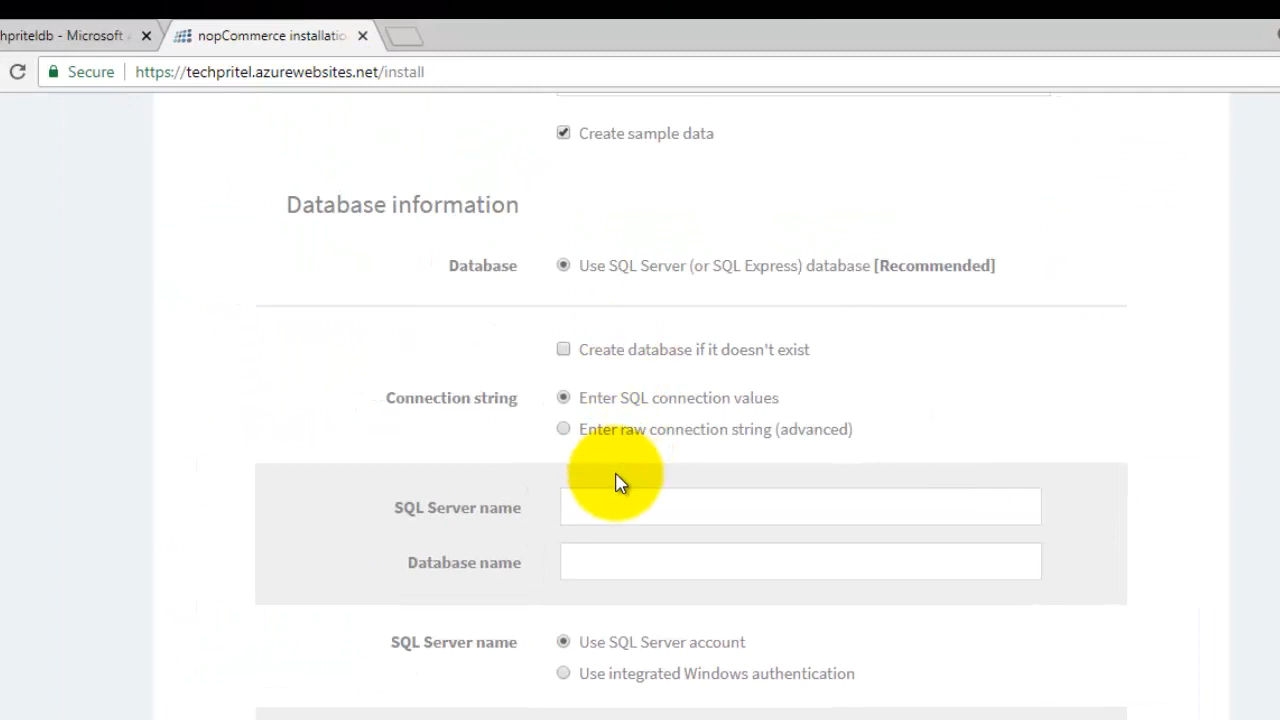 hpriteldb - Microsoft
nopCommerce installatio
Secure
https://techpritel.azurewebsites.net/install
Create sample data
Database information
Database
Use SQL Server (or SQL Express) database [Recommended]
Create database if it doesn't exist
Connection string
Enter SQL connection values
Enter raw connection string (advanced)
SQL Server name
Database name
SQL Server name
Use SQL Server account
Use integrated Windows authentication